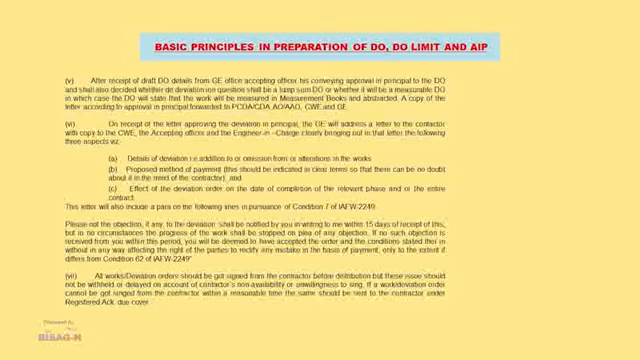 BASIC PRINCIPLES IN PREPARATION OF DO, DO LIMIT AND AIP
(v) After receipt of draft DO details from GE office accepting officer his conveying approval in principal to the DO
and shall also decided whether de deviation ion question shall be a lump sum DO or whether it will be a measurable DO
in which case the DO will state that the work will be measured in Measurement Books and abstracted. A copy of the
letter according to approval in principal forwarded to PCDA/CDA,AO/AAO, CWE and GE
(vi) On receipt of the letter approving the deviation in principal, the GE will address a letter to the contactor
with copy to the CWE, the Accepting officer and the Engineer-in –Charge clearly bringing out in that letter the following
three aspects viz:
(a) Details of deviation i.e.addition to or omission from or alterations in the works
(b) Proposed method of payment (this should be indicated in clear terms so that there can be no doubt
about it in the mend of the contractor), and
(c) Effect of the deviation order on the date of completion of the relevant phase and or the entire
contract.
This letter will also include a para on the following lines in pursuance of Condition 7 of IAFW-2249.
Please not the objection, if any, to the deviation shall be notified by you in writing to me within 15 days of receipt of this,
but in no circumstances the progress of the work shall be stopped on plea of any objection. If no such objection is
received from you within this period, you will be deemed to have accepted the order and the conditions stated therein
without in any way affecting the right of the parties to rectify any mistake in the basis of payment, only to the extent if
differs from Condition 62 of IAFW-2249"
(vii) All works/Deviation orders should be got signed from the contractor before distribution but these issue should
not be withheld or delayed on account of contractor's non-availability or unwillingness to sing. If a work/deviation order
cannot be got singed from the contractor within a reasonable time the same should be sent to the contractor under
Registered Ack. due cover
BISAG-N